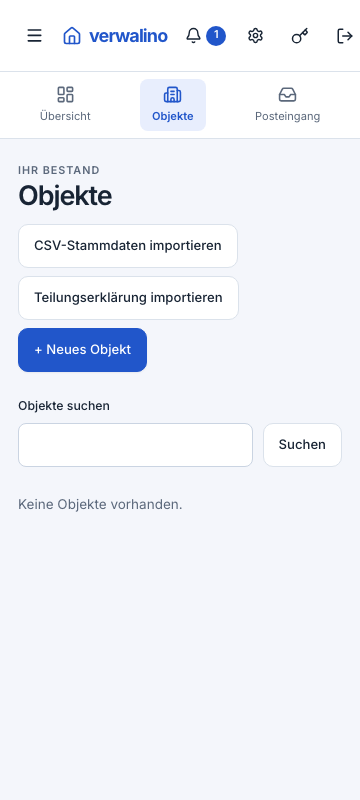 verwalino
1
Übersicht
Objekte
Posteingang
IHR BESTAND
Objekte
CSV-Stammdaten importieren
Teilungserklärung importieren
+ Neues Objekt
Objekte suchen
Suchen
Keine Objekte vorhanden.